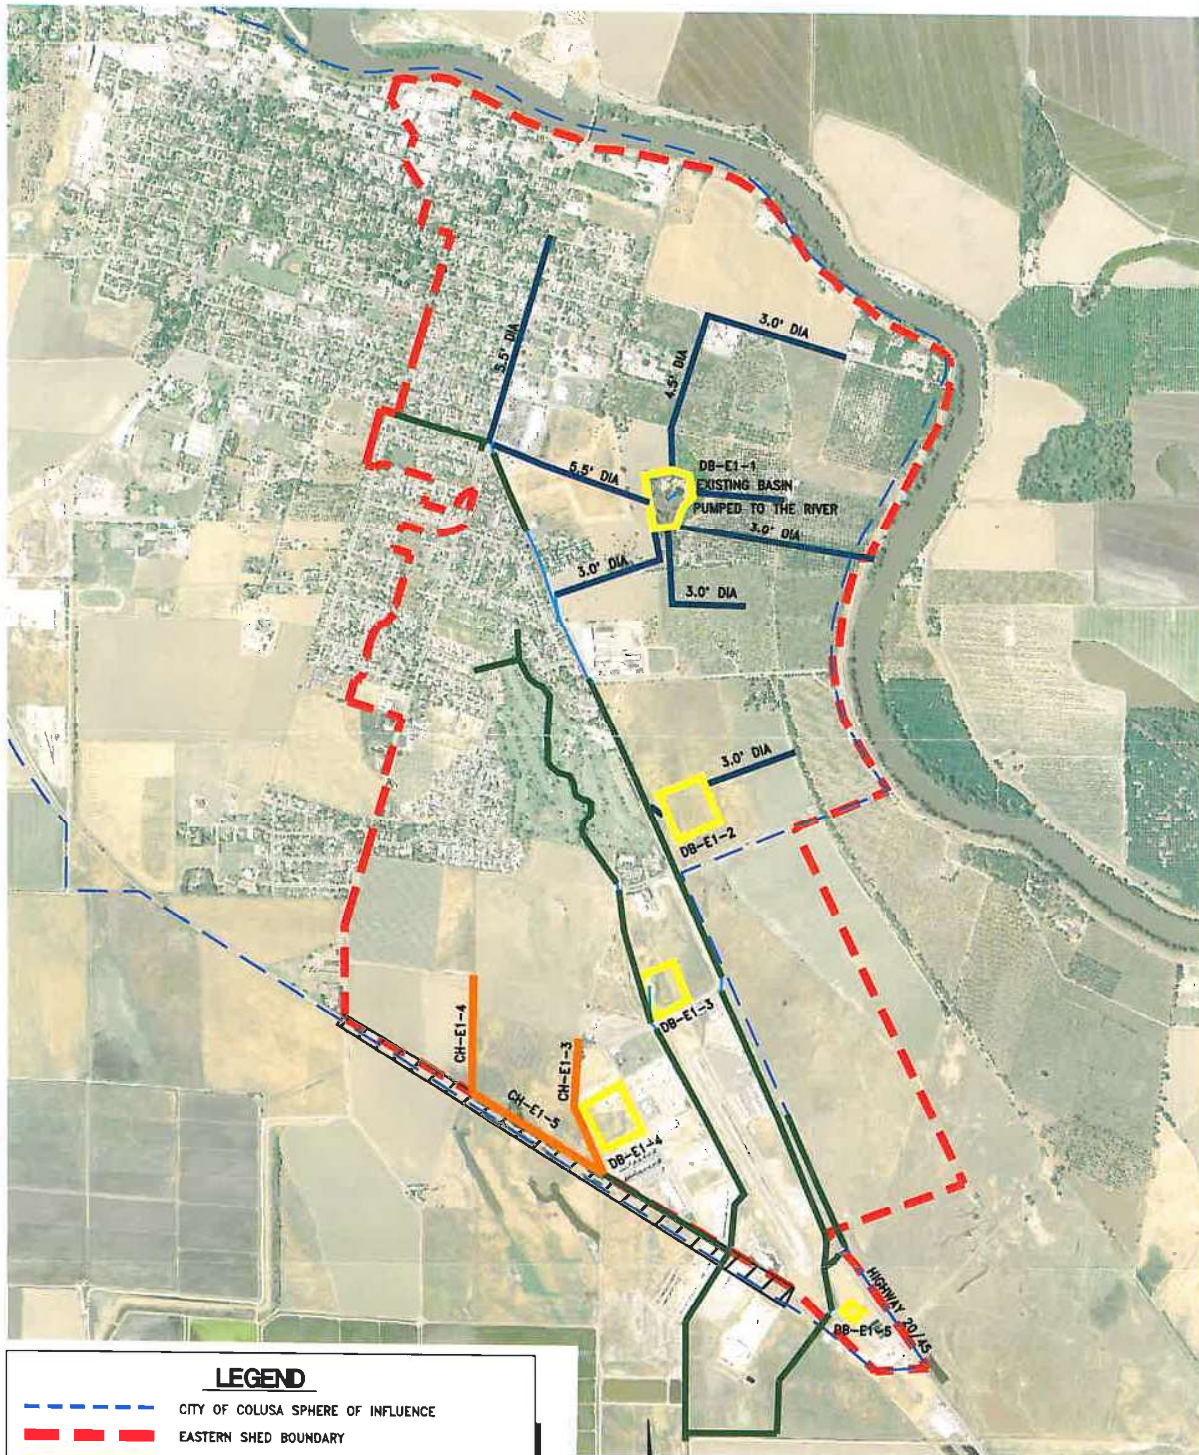 3.0' DIA
5.5' DIA
4.5' DIA
DB-E1-1
EXISTING BASIN
PUMPED TO THE RIVER
5.5' DIA
3.0' DIA
3.0' DIA
3.0' DIA
3.0' DIA
DB-E1-2
DB-E1-3
CH-E1-4
CH-E1-3
CH-E1-5
DB-E1-4
HIGHWAY 20/45
DB-E1-5
LEGEND
CITY OF COLUSA SPHERE OF INFLUENCE
EASTERN SHED BOUNDARY